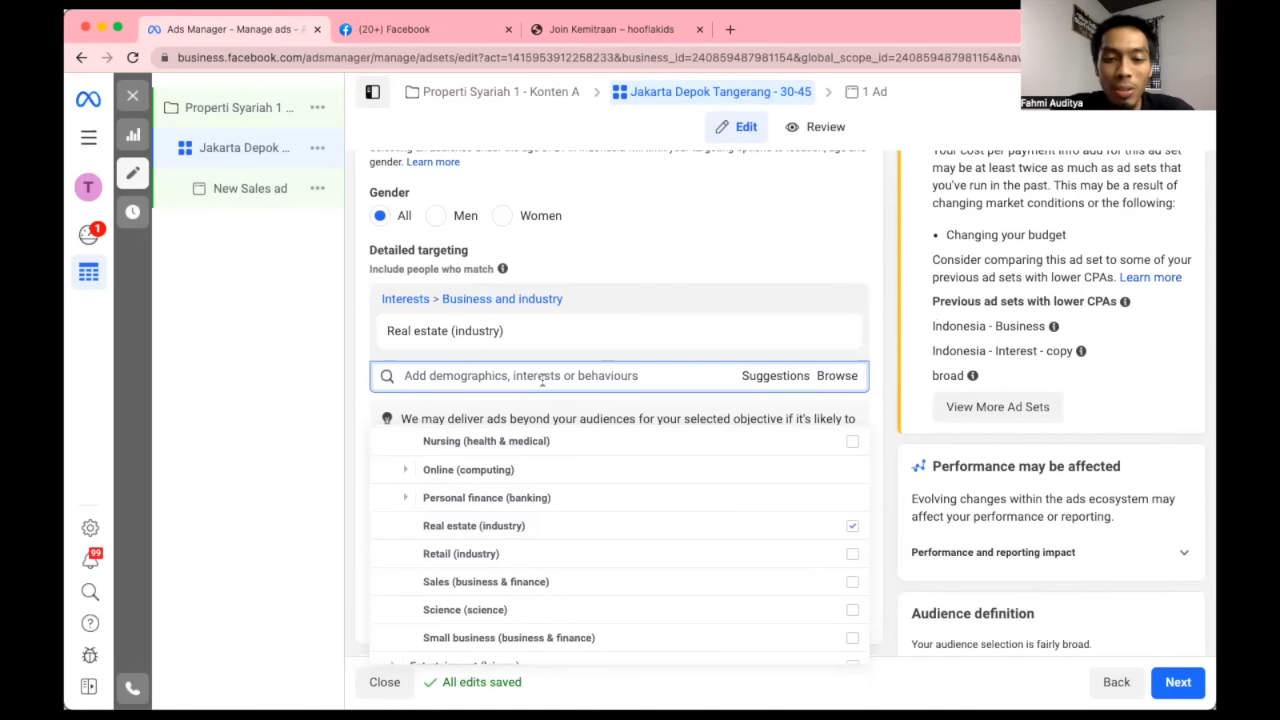 Ads Manager - Manage ads - A
(20+) Facebook
Join Kemitraan – hooflakids
business.facebook.com/adsmanager/manage/adsets/edit?act=1415953912258233&business_id=240859487981154&global_scope_id=240859487981154&nav
Fahmi Auditya
Properti Syariah 1 ...
Jakarta Depok ...
New Sales ad
T
1
99
Properti Syariah 1 - Konten A
Jakarta Depok Tangerang - 30-45
1 Ad
Edit
Review
gender. Learn more
Gender
All
Men
Women
Detailed targeting
Include people who match
Interests > Business and industry
Real estate (industry)
Add demographics, interests or behaviours
Suggestions
Browse
We may deliver ads beyond your audiences for your selected objective if it's likely to
Nursing (health & medical)
Online (computing)
Personal finance (banking)
Real estate (industry)
Retail (industry)
Sales (business & finance)
Science (science)
Small business (business & finance)
Close
All edits saved
Back
Next
Your cost per payment info add for this ad set
may be at least twice as much as ad sets that
you've run in the past. This may be a result of
changing market conditions or the following:
• Changing your budget
Consider comparing this ad set to some of your
previous ad sets with lower CPAs. Learn more
Previous ad sets with lower CPAs
Indonesia - Business
Indonesia - Interest - copy
broad
View More Ad Sets
Performance may be affected
Evolving changes within the ads ecosystem may
affect your performance or reporting.
Performance and reporting impact
Audience definition
Your audience selection is fairly broad.